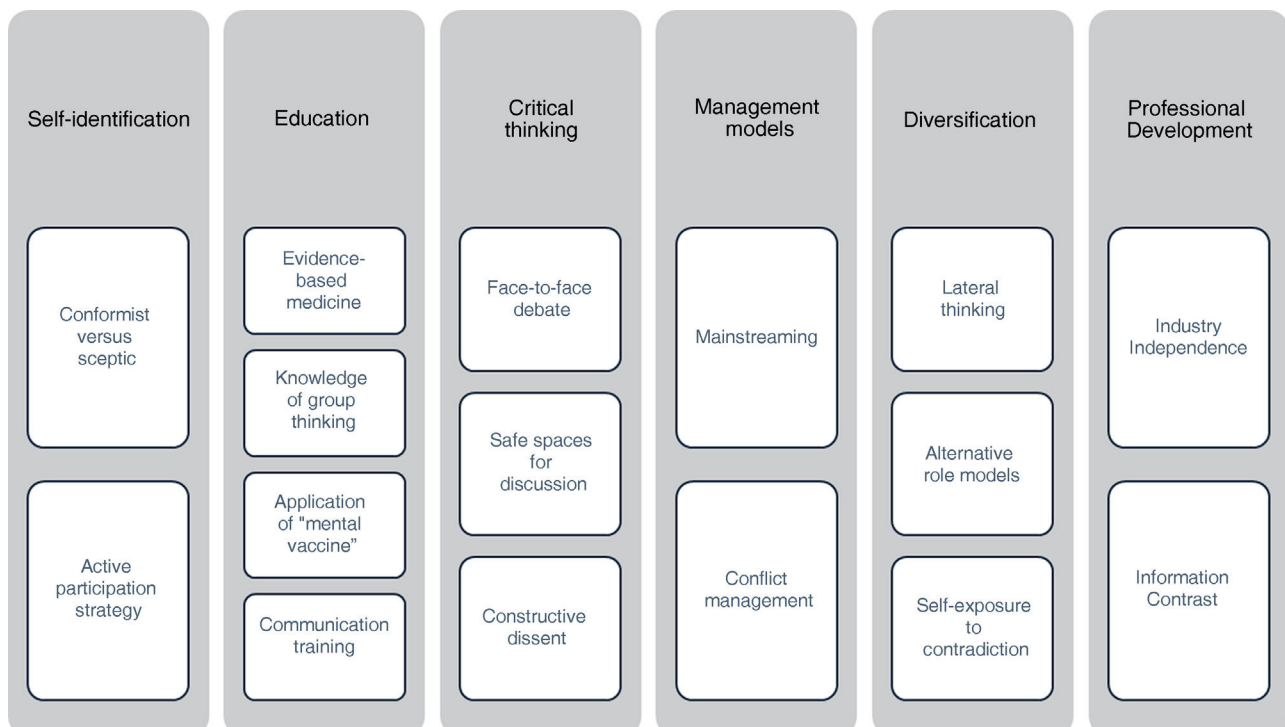 Self-identification
Conformist
versus
sceptic
Active
participation
strategy
Education
Evidence-
based
medicine
Knowledge
of group
thinking
Application
of "mental
vaccine”
Communication
training
Critical
thinking
Face-to-face
debate
Safe spaces
for
discussion
Constructive
dissent
Management
models
Mainstreaming
Conflict
management
Diversification
Lateral
thinking
Alternative
role models
Self-exposure
to
contradiction
Professional
Development
Industry
Independence
Information
Contrast